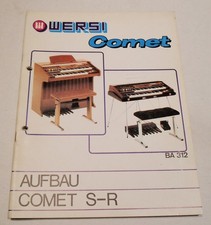 WERSI
Comet
BA 312
AUFBAU
COMET S-R